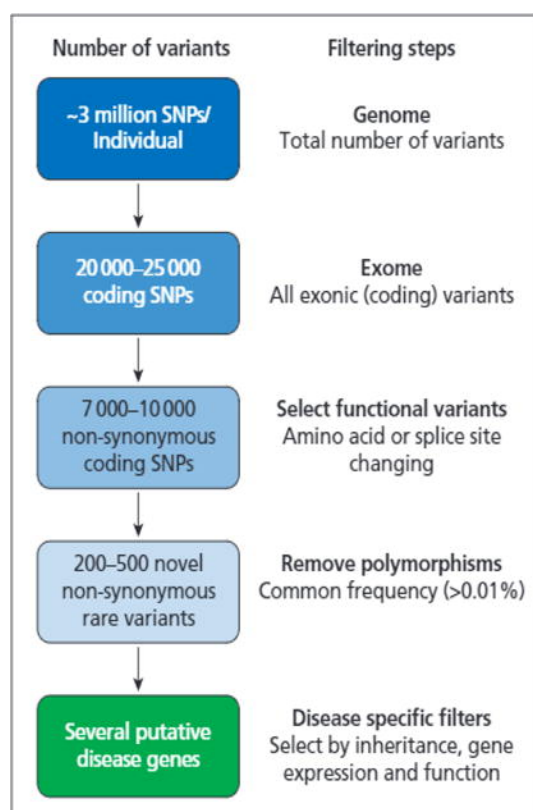 Number of variants
Filtering steps
~3 million SNPs/
Individual
Genome
Total number of variants
20 000–25 000
coding SNPs
Exome
All exonic (coding) variants
7 000–10 000
non-synonymous
coding SNPs
Select functional variants
Amino acid or splice site
changing
200–500 novel
non-synonymous
rare variants
Remove polymorphisms
Common frequency (>0.01%)
Several putative
disease genes
Disease specific filters
Select by inheritance, gene
expression and function